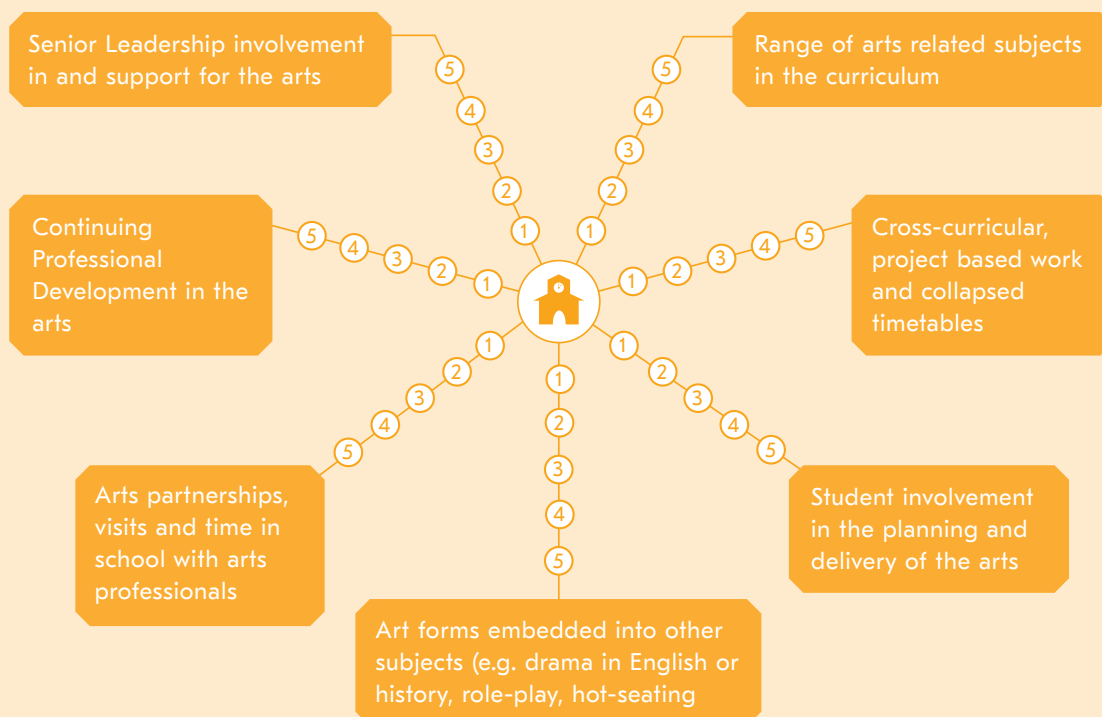 Senior Leadership involvement
in and support for the arts
5
4
3
2
1
Range of arts related subjects
in the curriculum
5
4
3
2
1
Continuing
Professional
Development in the
arts
5
4
3
2
1
Cross-curricular,
project based work
and collapsed
timetables
1
2
3
4
5
Arts partnerships,
visits and time in
school with arts
professionals
1
2
3
4
5
Art forms embedded into other
subjects (e.g. drama in English or
history, role-play, hot-seating
1
2
3
4
5
Student involvement
in the planning and
delivery of the arts
1
2
3
4
5